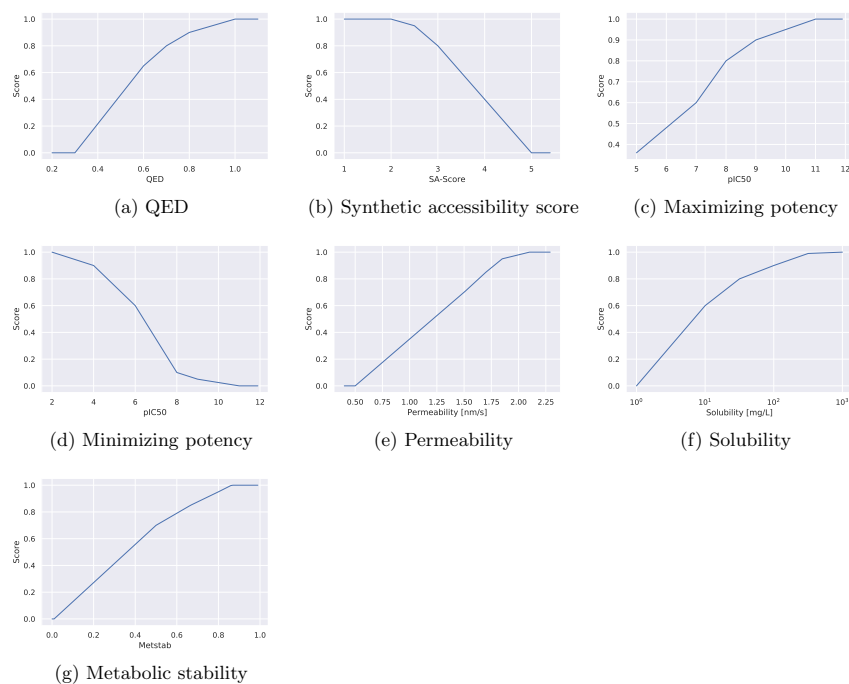 1.0
0.8
0.6
0.4
0.2
0.0
Score
0.2 0.4 0.6 0.8 1.0
QED
(a) QED
1.0
0.8
0.6
0.4
0.2
0.0
Score
1 2 3 4 5
SA-Score
(b) Synthetic accessibility score
1.0
0.9
0.8
0.7
0.6
0.5
0.4
Score
5 6 7 8 9 10 11 12
pIC50
(c) Maximizing potency
1.0
0.8
0.6
0.4
0.2
0.0
Score
2 4 6 8 10 12
pIC50
(d) Minimizing potency
1.0
0.8
0.6
0.4
0.2
0.0
Score
0.50 0.75 1.00 1.25 1.50 1.75 2.00 2.25
Permeability [nm/s]
(e) Permeability
1.0
0.8
0.6
0.4
0.2
0.0
Score
10⁰ 10¹ 10² 10³
Solubility [mg/L]
(f) Solubility
1.0
0.8
0.6
0.4
0.2
0.0
Score
0.0 0.2 0.4 0.6 0.8 1.0
Metstab
(g) Metabolic stability